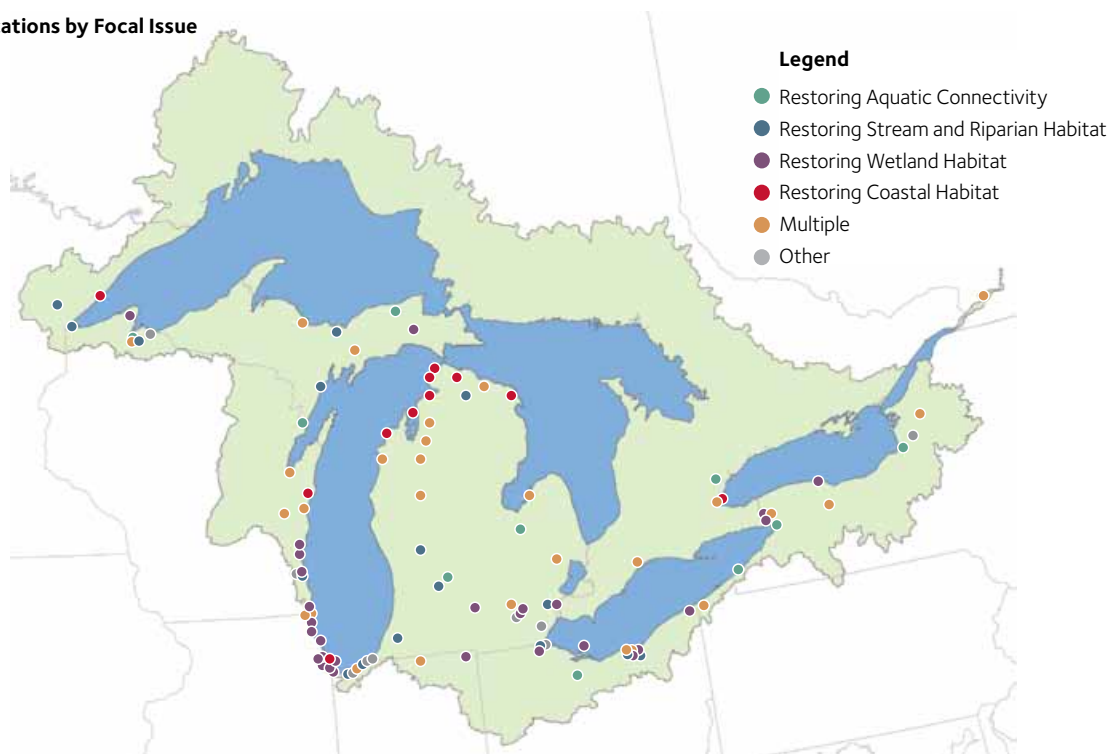 ations by Focal Issue
Legend
Restoring Aquatic Connectivity
Restoring Stream and Riparian Habitat
Restoring Wetland Habitat
Restoring Coastal Habitat
Multiple
Other